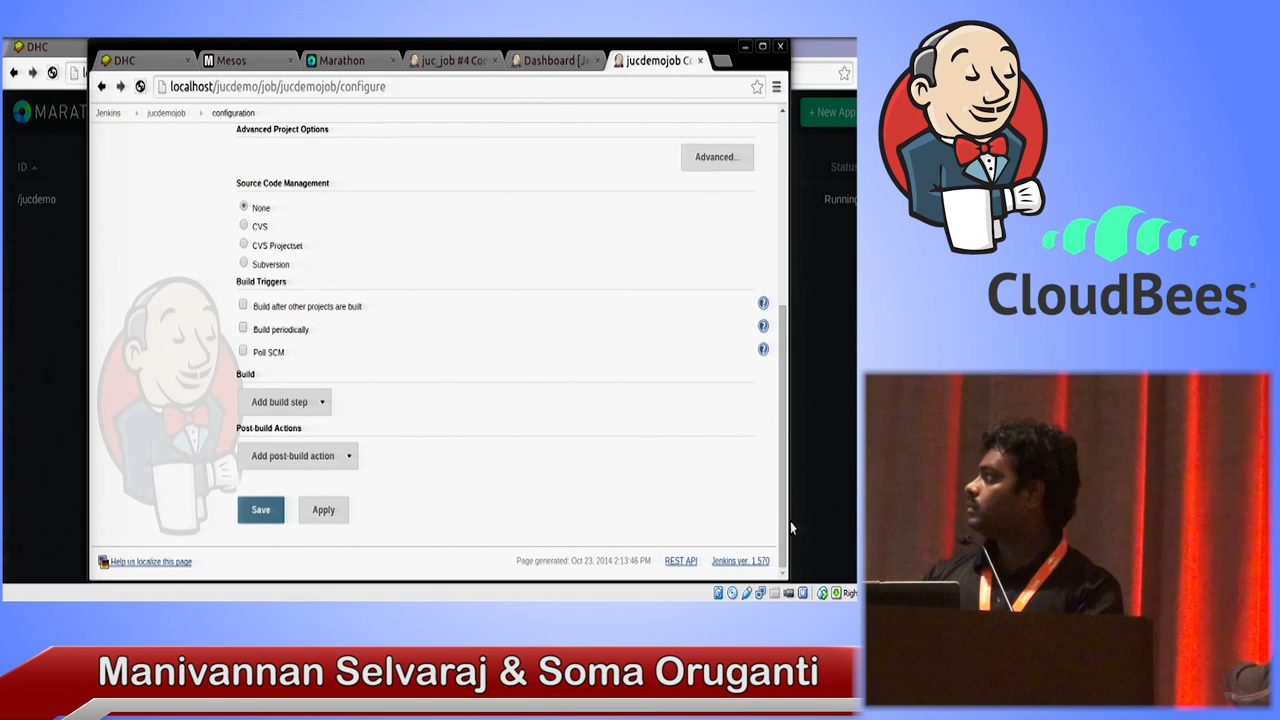 DHC
DHC
Mesos
Marathon
juc_job #4 Con
Dashboard [Je
jucdemojob Co
localhost/jucdemo/job/jucdemojob/configure
MARAT
+ New App
Jenkins
jucdemojob
configuration
Advanced Project Options
Advanced...
ID
Status
Source Code Management
/jucdemo
Running
None
CVS
CVS Projectset
Subversion
Build Triggers
Build after other projects are built
Build periodically
Poll SCM
Build
Add build step
Post-build Actions
Add post-build action
Save
Apply
Help us localize this page
Page generated: Oct 23, 2014 2:13:46 PM
REST API
Jenkins ver. 1.570
Righ
CloudBees
Manivannan Selvaraj & Soma Oruganti